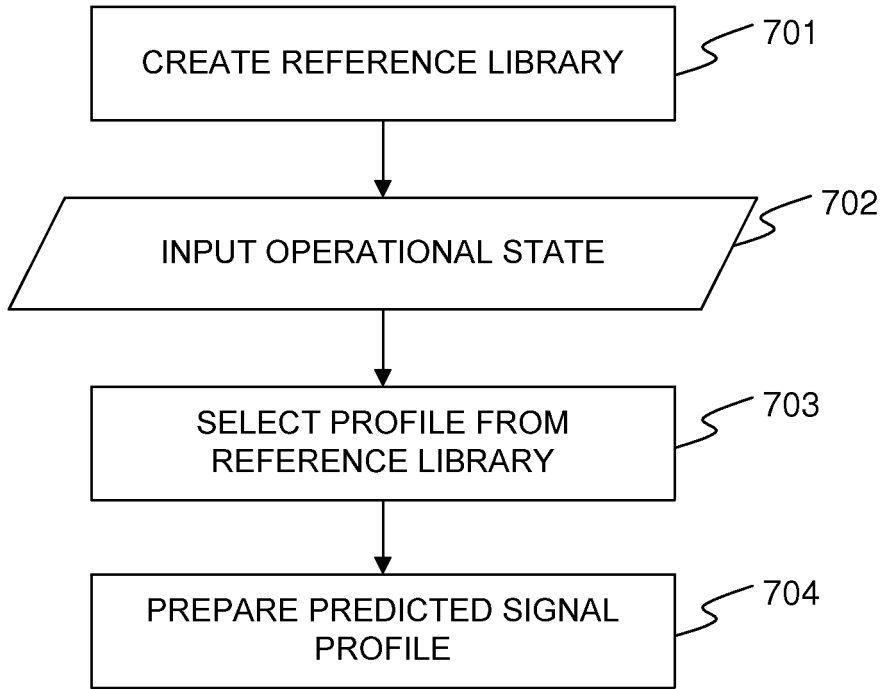 701
CREATE REFERENCE LIBRARY
702
INPUT OPERATIONAL STATE
703
SELECT PROFILE FROM
REFERENCE LIBRARY
704
PREPARE PREDICTED SIGNAL
PROFILE